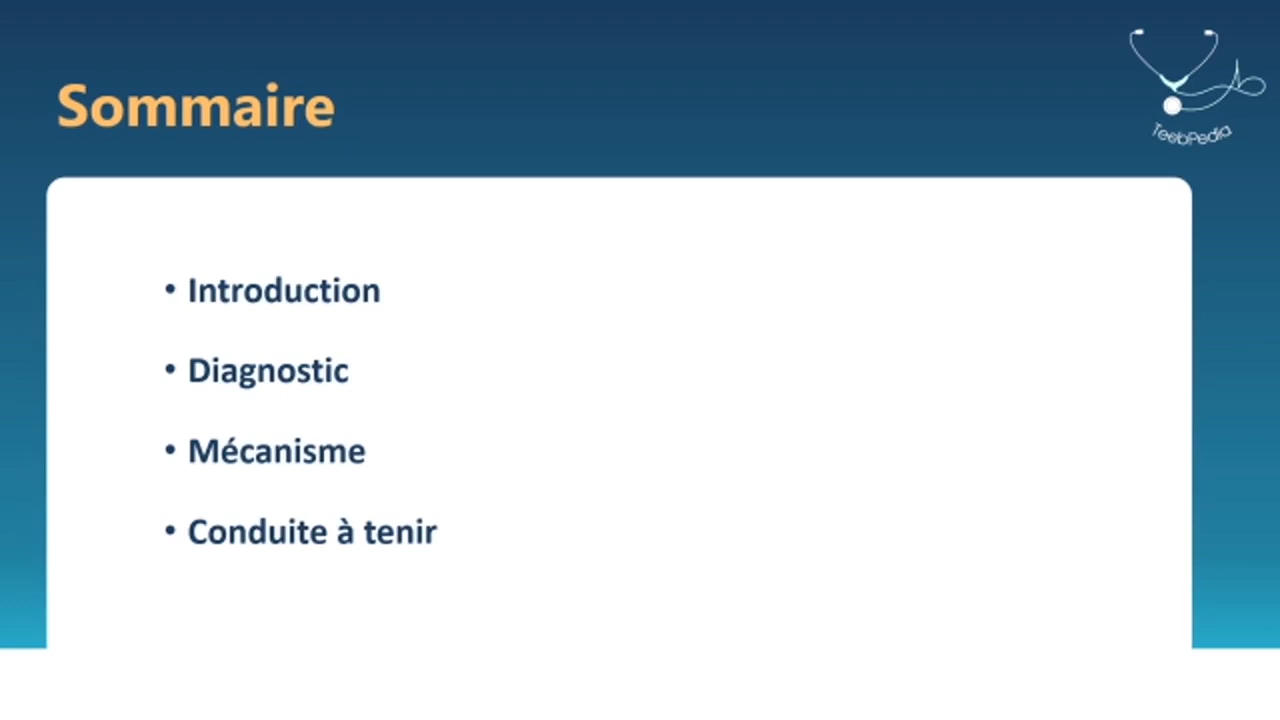 Sommaire
TeebPedia
• Introduction
• Diagnostic
• Mécanisme
• Conduite à tenir